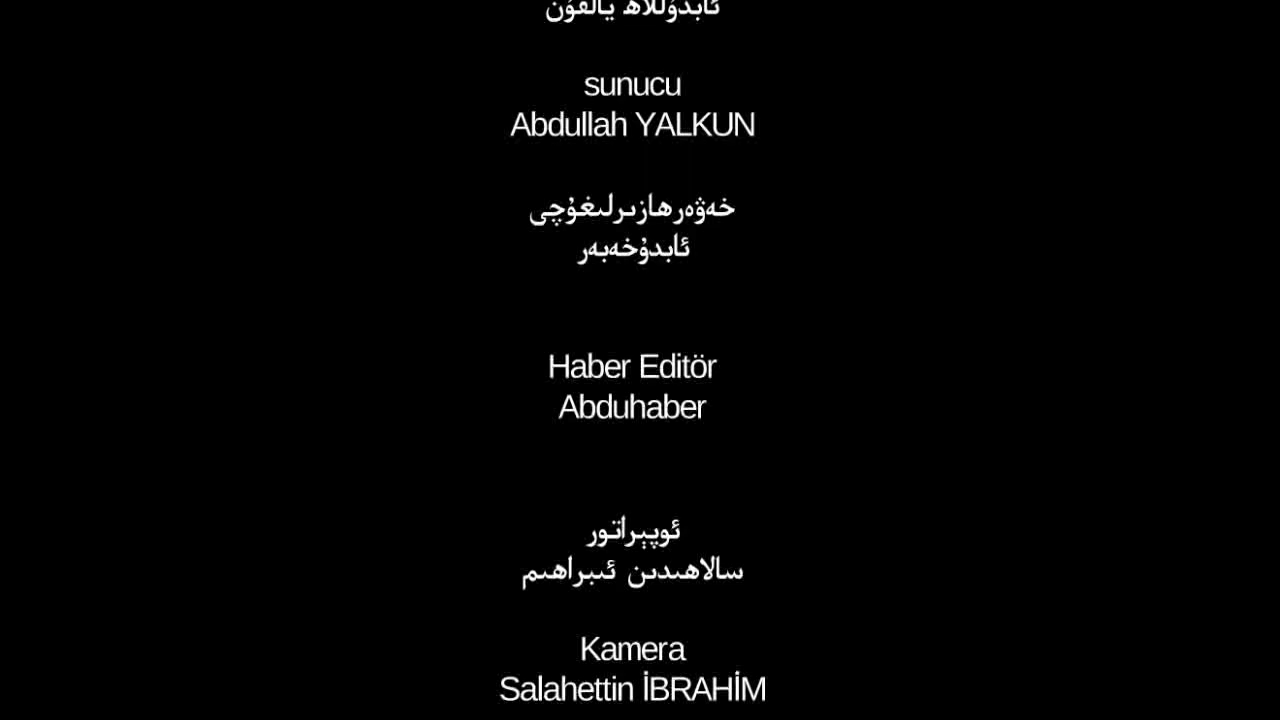 ئابدۇللاھ يالقۇن
sunucu
Abdullah YALKUN
خەۋەرھازىرلىغۇچى
ئابدۇخەبەر
Haber Editör
Abduhaber
ئوپېراتور
سالاھىدىن ئىبراھىم
Kamera
Salahettin İBRAHİM